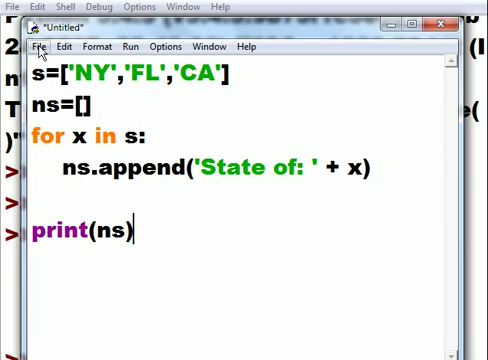 File Edit Shell Debug Options Window Help
*Untitled*
File Edit Format Run Options Window Help
s=['NY','FL','CA']
ns=[]
for x in s:
ns.append('State of: ' + x)
print(ns)